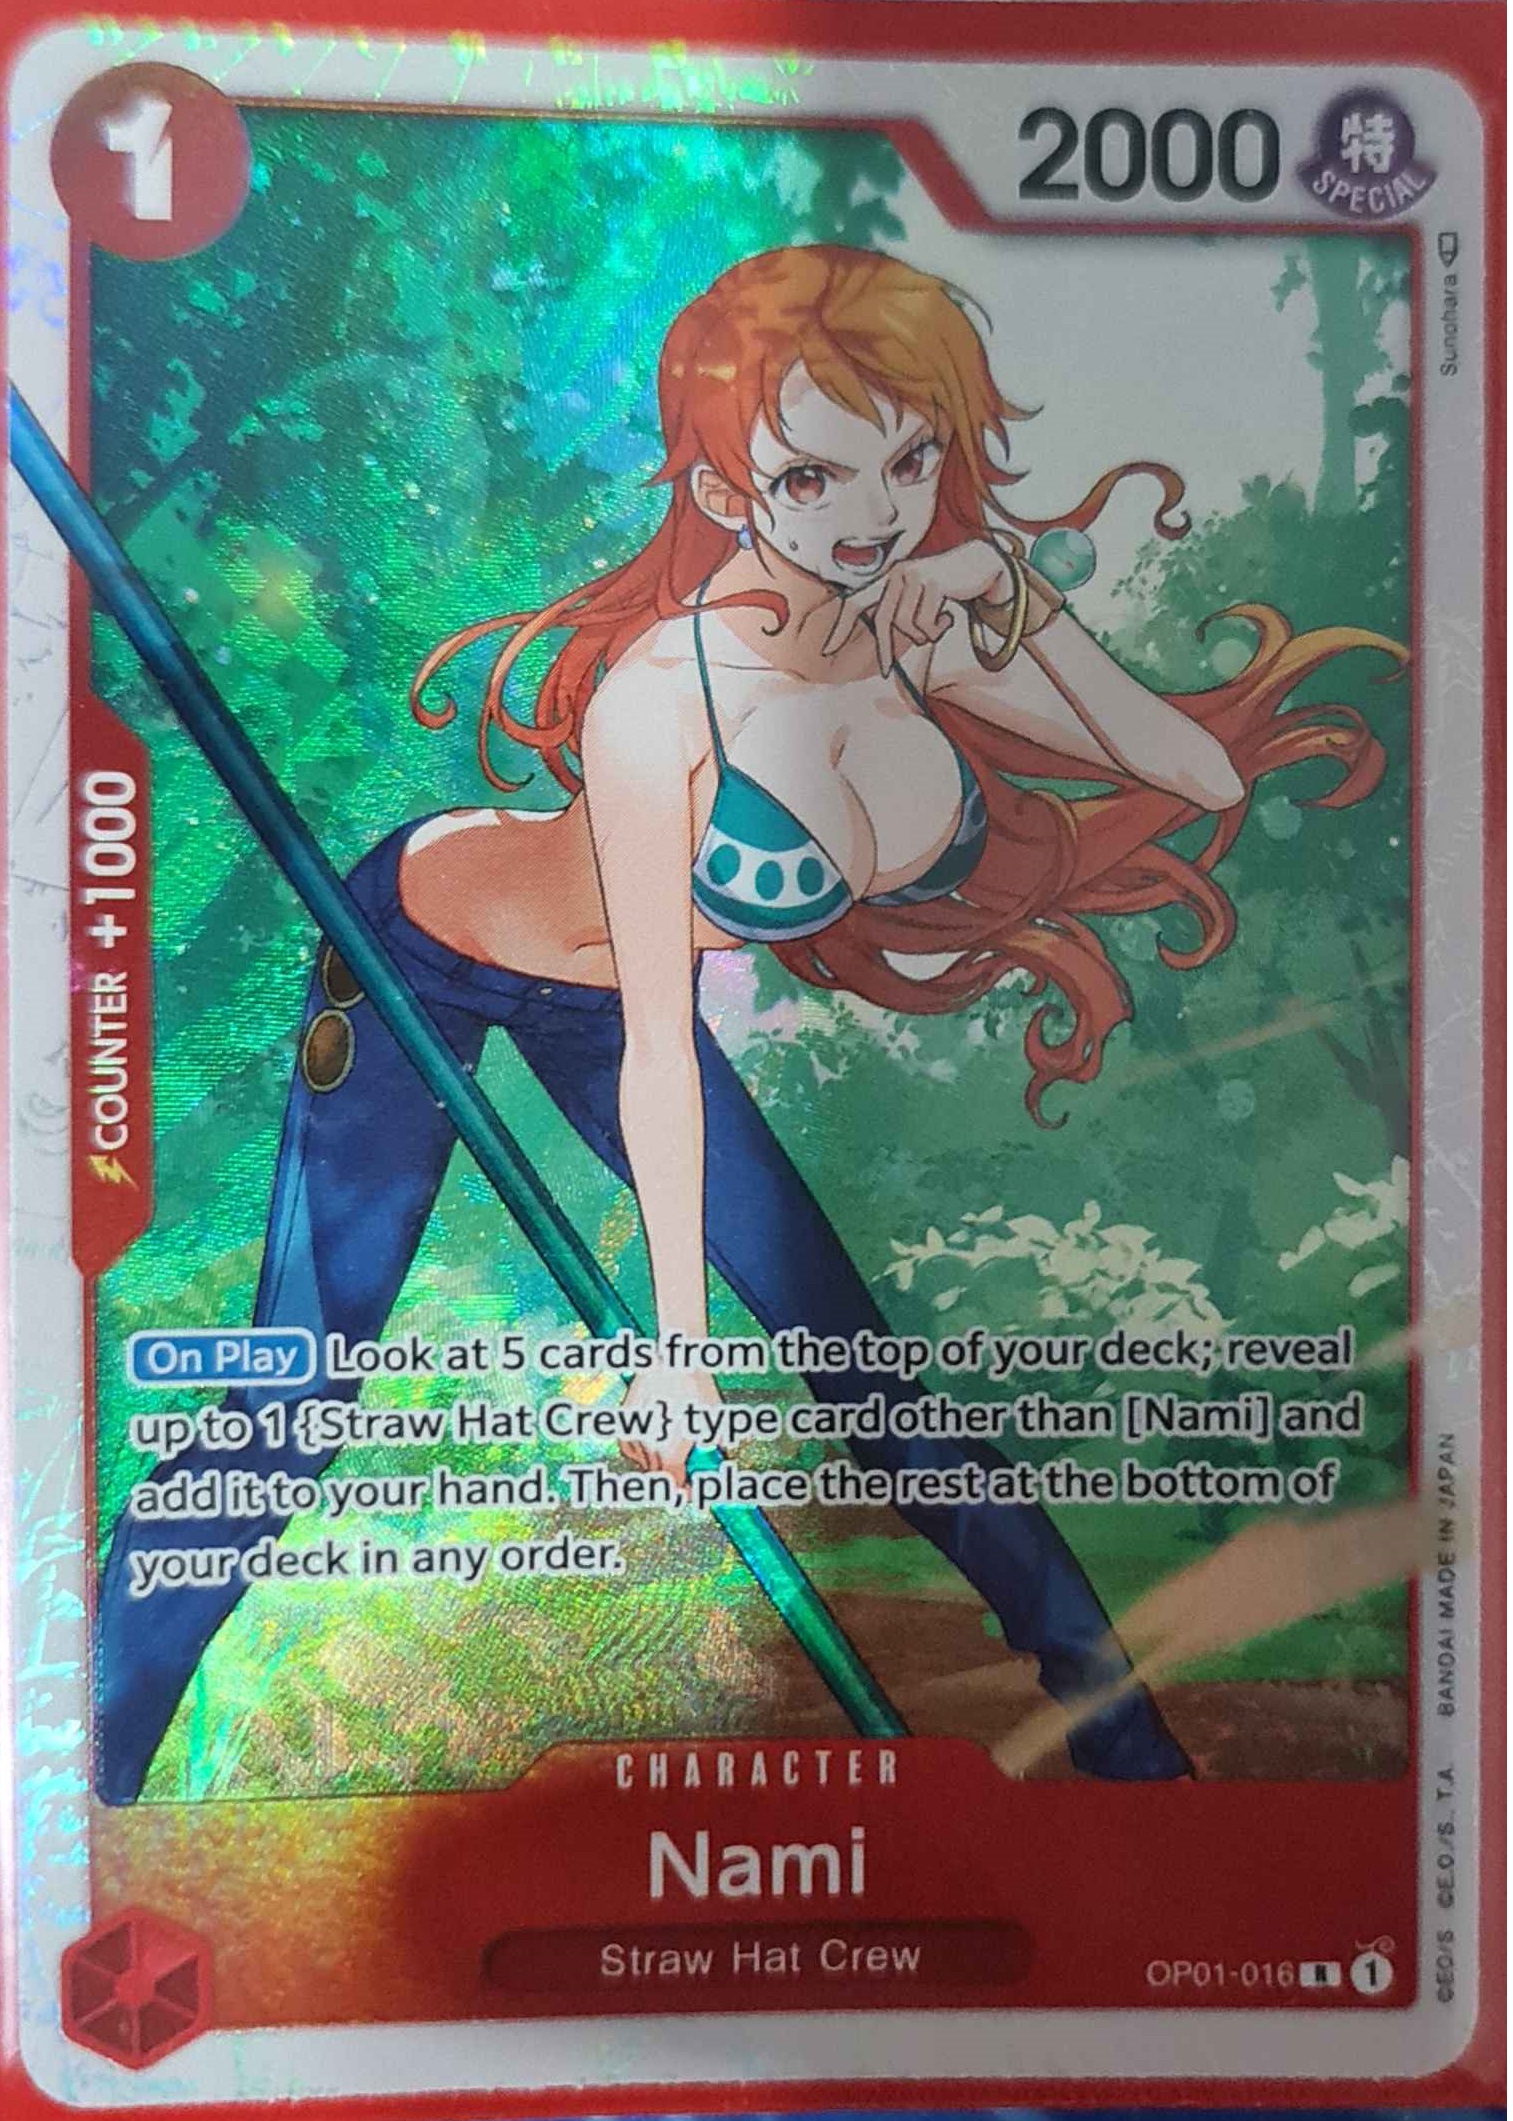 1
2000
特
SPECIAL
Sunohara
COUNTER +1000
On Play Look at 5 cards from the top of your deck; reveal
up to 1 {Straw Hat Crew} type card other than [Nami] and
add it to your hand. Then, place the rest at the bottom of
your deck in any order.
CHARACTER
Nami
Straw Hat Crew
OP01-016 R 1
©EO/S ©E.O./S., T.A. BANDAI MADE IN JAPAN